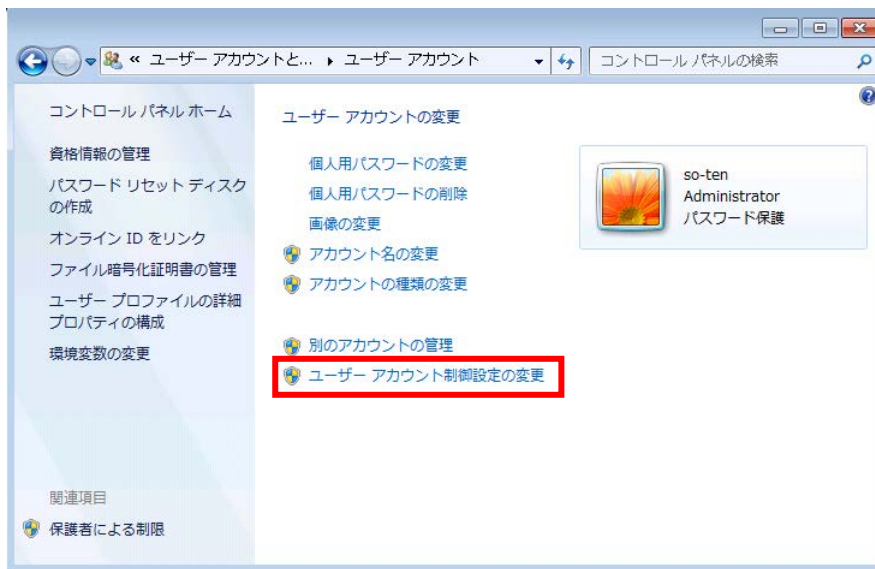 « ユーザー アカウントと... ▸ ユーザー アカウント
コントロール パネルの検索
コントロール パネル ホーム
資格情報の管理
パスワード リセット ディスク
の作成
オンライン ID をリンク
ファイル暗号化証明書の管理
ユーザー プロファイルの詳細
プロパティの構成
環境変数の変更
関連項目
保護者による制限
ユーザー アカウントの変更
個人用パスワードの変更
個人用パスワードの削除
画像の変更
アカウント名の変更
アカウントの種類の変更
別のアカウントの管理
ユーザー アカウント制御設定の変更
so-ten
Administrator
パスワード保護